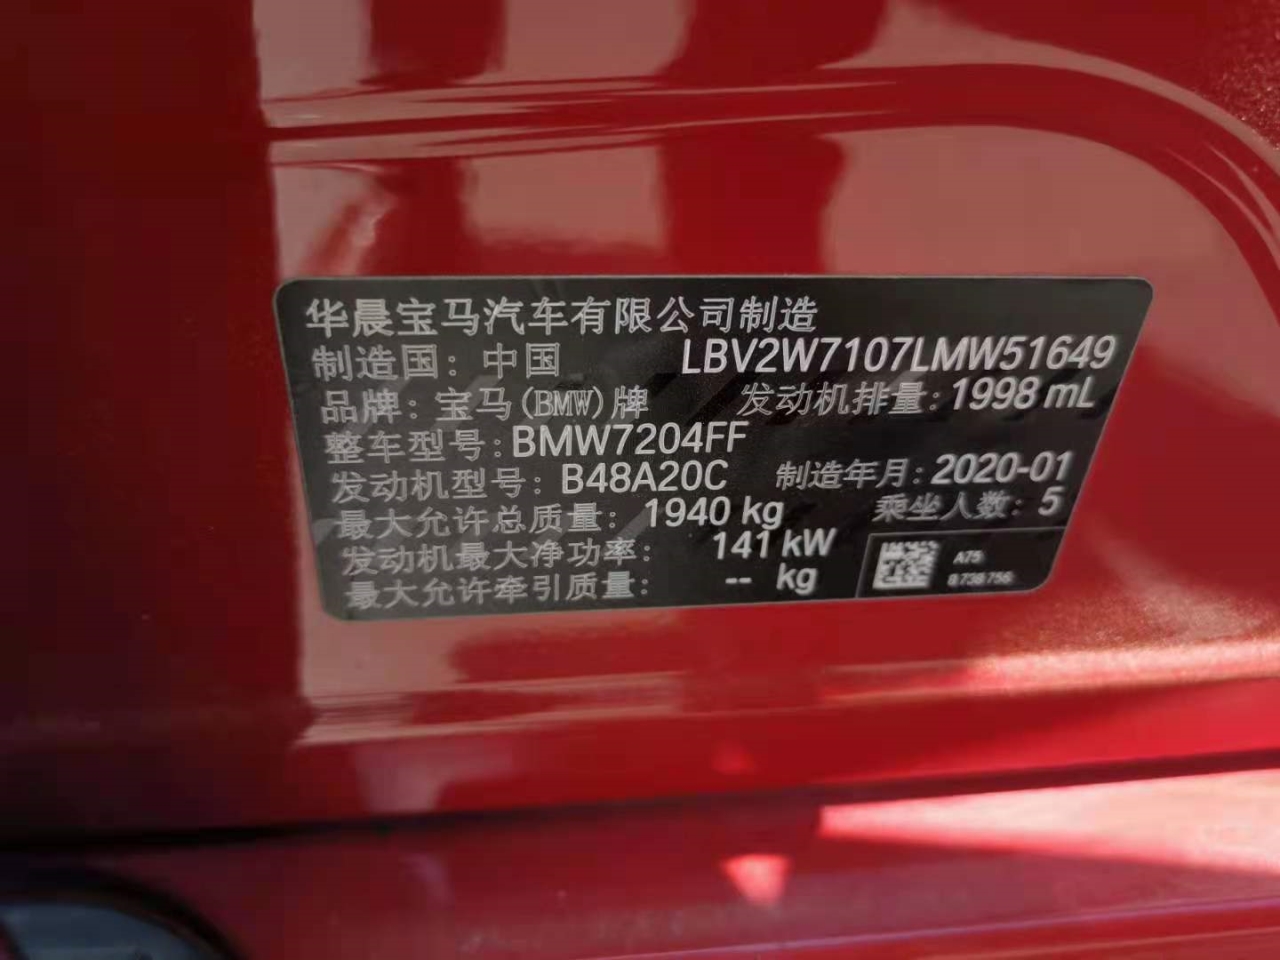 华晨宝马汽车有限公司制造
制造国：中国 LBV2W7107LMW51649
品牌：宝马(BMW)牌 发动机排量：1998 mL
整车型号：BMW7204FF
发动机型号：B48A20C 制造年月：2020-01
最大允许总质量：1940 kg 乘坐人数：5
发动机最大净功率：141 kW
最大允许牵引质量：-- kg
A75
8 738 756